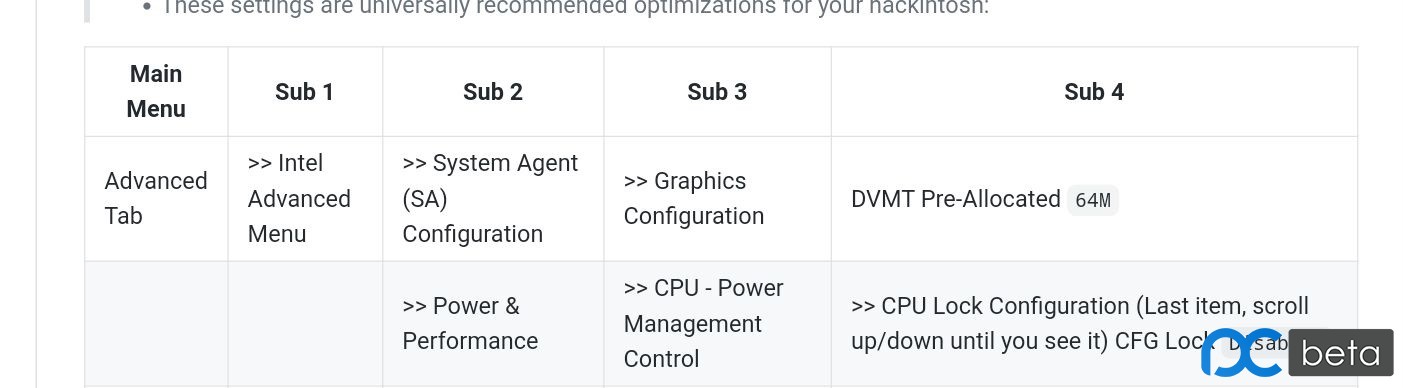 These settings are universally recommended optimizations for your hackintosh:
Main
Menu
Sub 1
Sub 2
Sub 3
Sub 4
Advanced
Tab
>> Intel
Advanced
Menu
>> System Agent
(SA)
Configuration
>> Graphics
Configuration
DVMT Pre-Allocated 64M
>> Power &
Performance
>> CPU - Power
Management
Control
>> CPU Lock Configuration (Last item, scroll
up/down until you see it) CFG Lock
pc beta